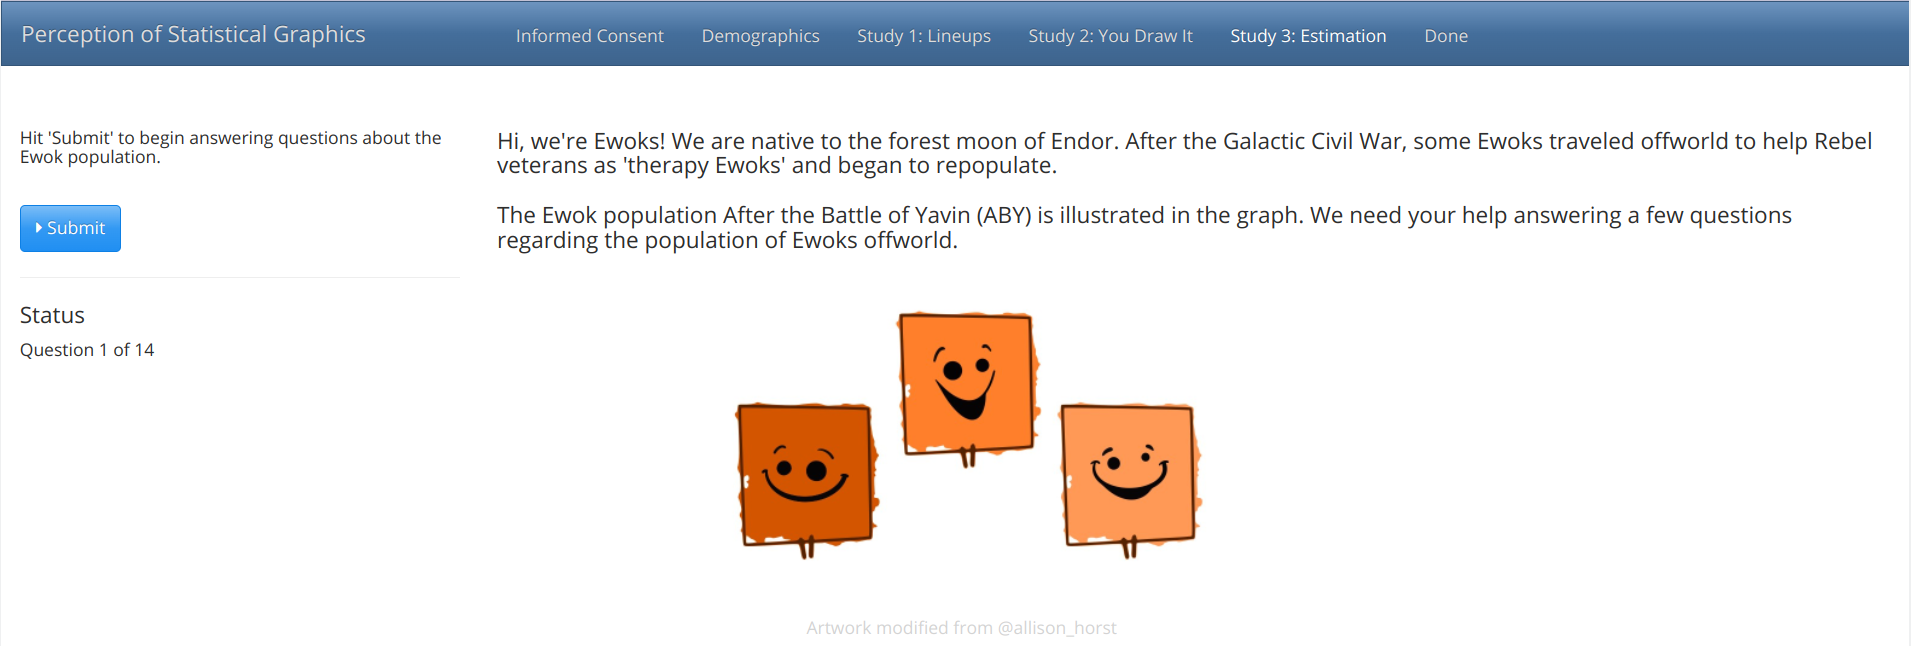 Perception of Statistical Graphics
Informed Consent
Demographics
Study 1: Lineups
Study 2: You Draw It
Study 3: Estimation
Done
Hit 'Submit' to begin answering questions about the
Ewok population.
Submit
Status
Question 1 of 14
Hi, we're Ewoks! We are native to the forest moon of Endor. After the Galactic Civil War, some Ewoks traveled offworld to help Rebel
veterans as 'therapy Ewoks' and began to repopulate.
The Ewok population After the Battle of Yavin (ABY) is illustrated in the graph. We need your help answering a few questions
regarding the population of Ewoks offworld.
Artwork modified from @allison_horst